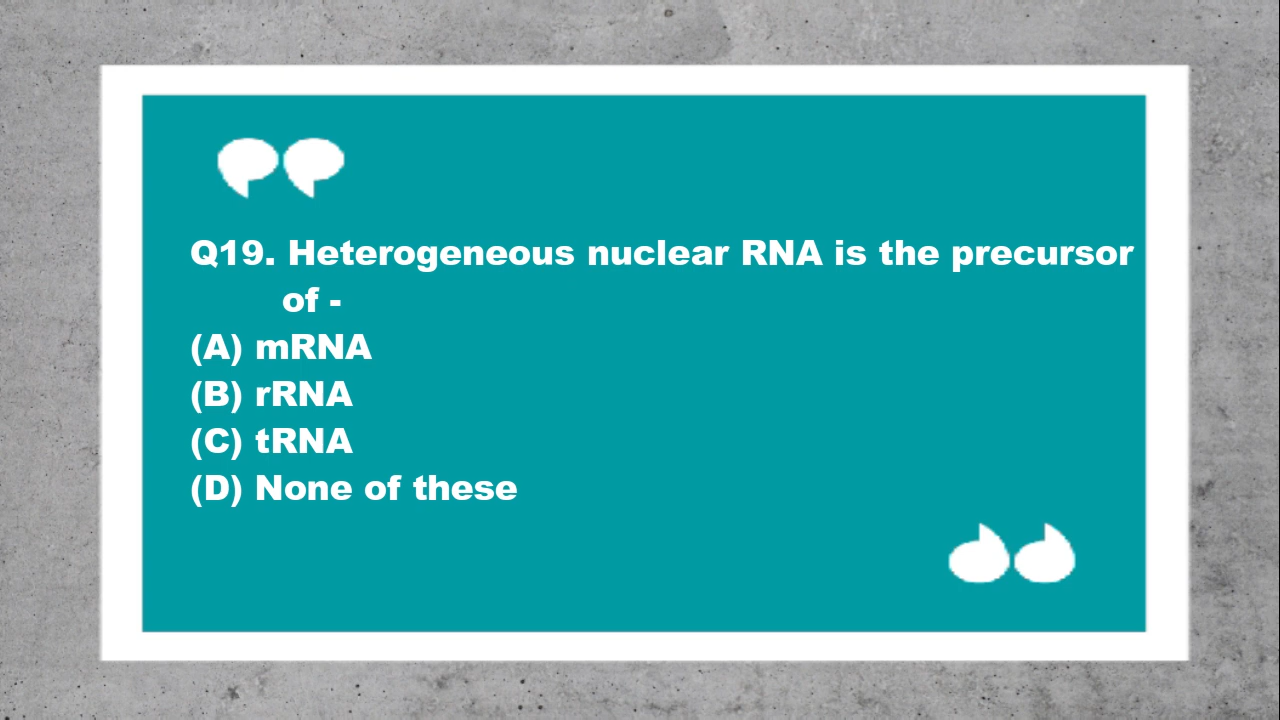 Q19. Heterogeneous nuclear RNA is the precursor
of -
(A) mRNA
(B) rRNA
(C) tRNA
(D) None of these